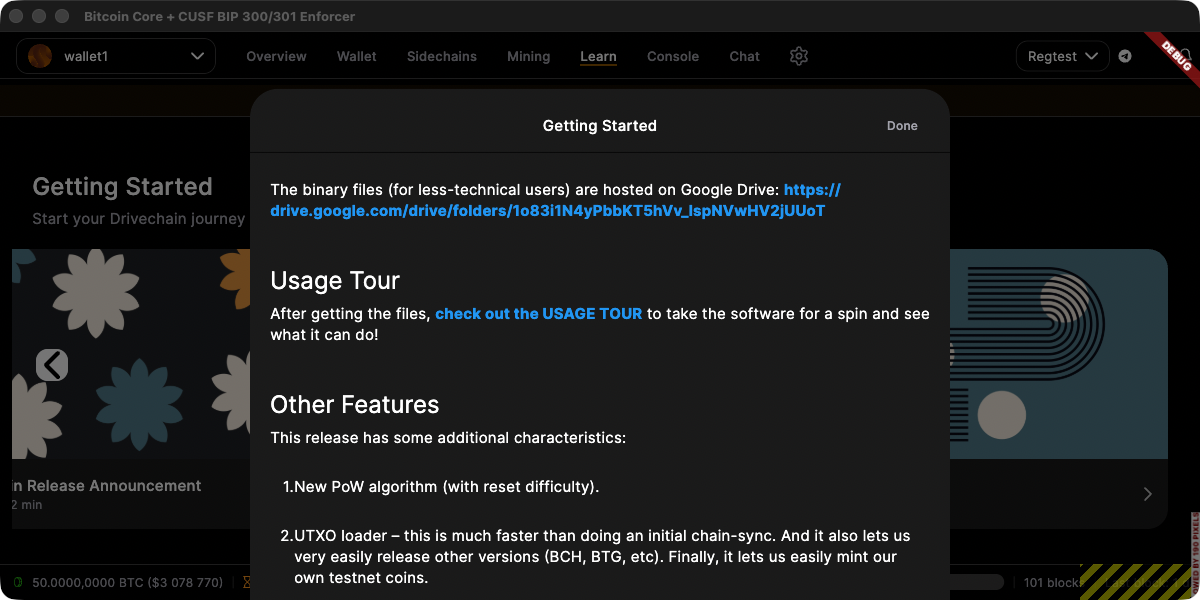 Bitcoin Core + CUSF BIP 300/301 Enforcer
wallet1
Overview
Wallet
Sidechains
Mining
Learn
Console
Chat
Regtest
DEBUG
Getting Started
Done
Getting Started
Start your Drivechain journey
The binary files (for less-technical users) are hosted on Google Drive: https://
drive.google.com/drive/folders/1o83i1N4yPbbKT5hVv_lspNVwHV2jUUoT
Usage Tour
After getting the files, check out the USAGE TOUR to take the software for a spin and see
what it can do!
Other Features
This release has some additional characteristics:
1.New PoW algorithm (with reset difficulty).
2.UTXO loader – this is much faster than doing an initial chain-sync. And it also lets us
very easily release other versions (BCH, BTG, etc). Finally, it lets us easily mint our
own testnet coins.
in Release Announcement
2 min
50.0000,0000 BTC ($3 078 770)
101 block
190 PIXELS